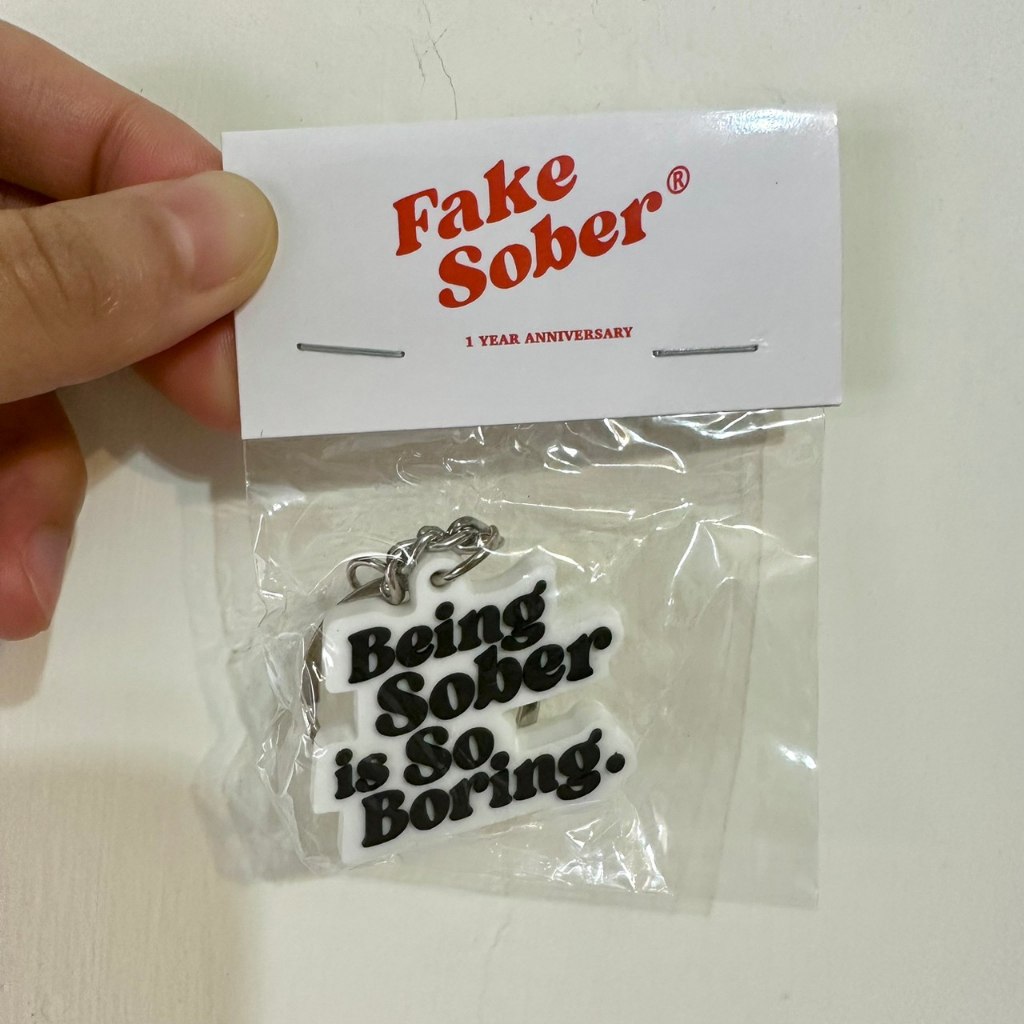 Fake
Sober®
1 YEAR ANNIVERSARY
Being
Sober
is So
Boring.